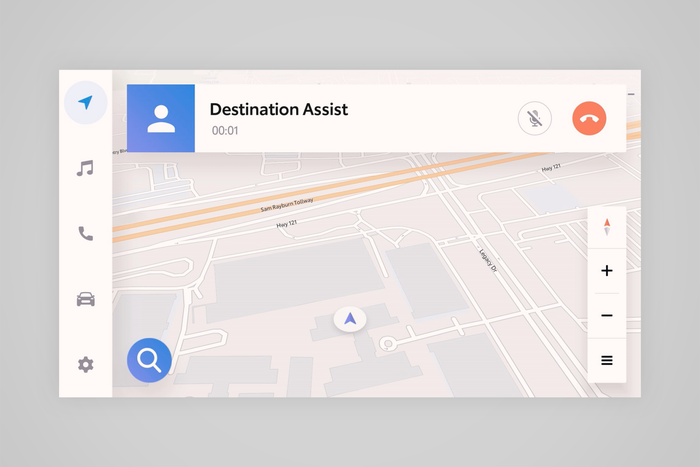 Destination Assist
00:01
Hwy 121
Sam Rayburn Tollway
Hwy 121
Legacy Dr